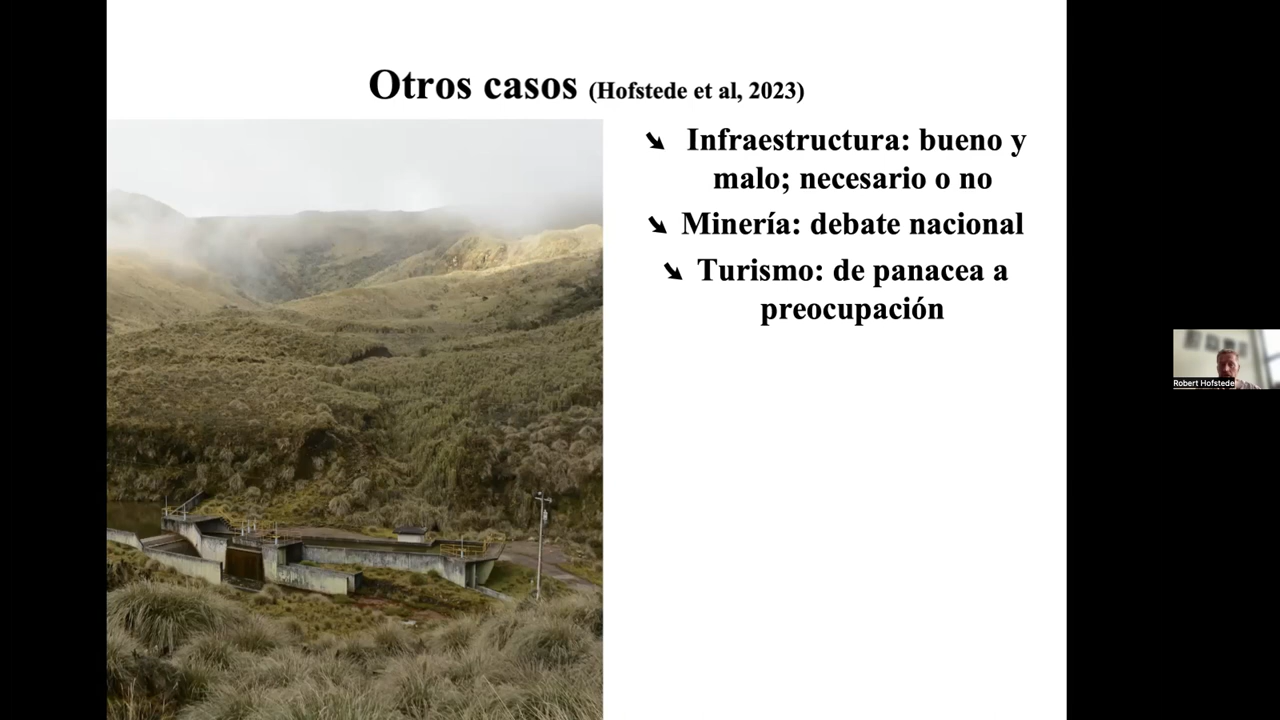 Otros casos (Hofstede et al, 2023)
➘ Infraestructura: bueno y
malo; necesario o no
➘ Minería: debate nacional
➘ Turismo: de panacea a
preocupación
Robert Hofstede